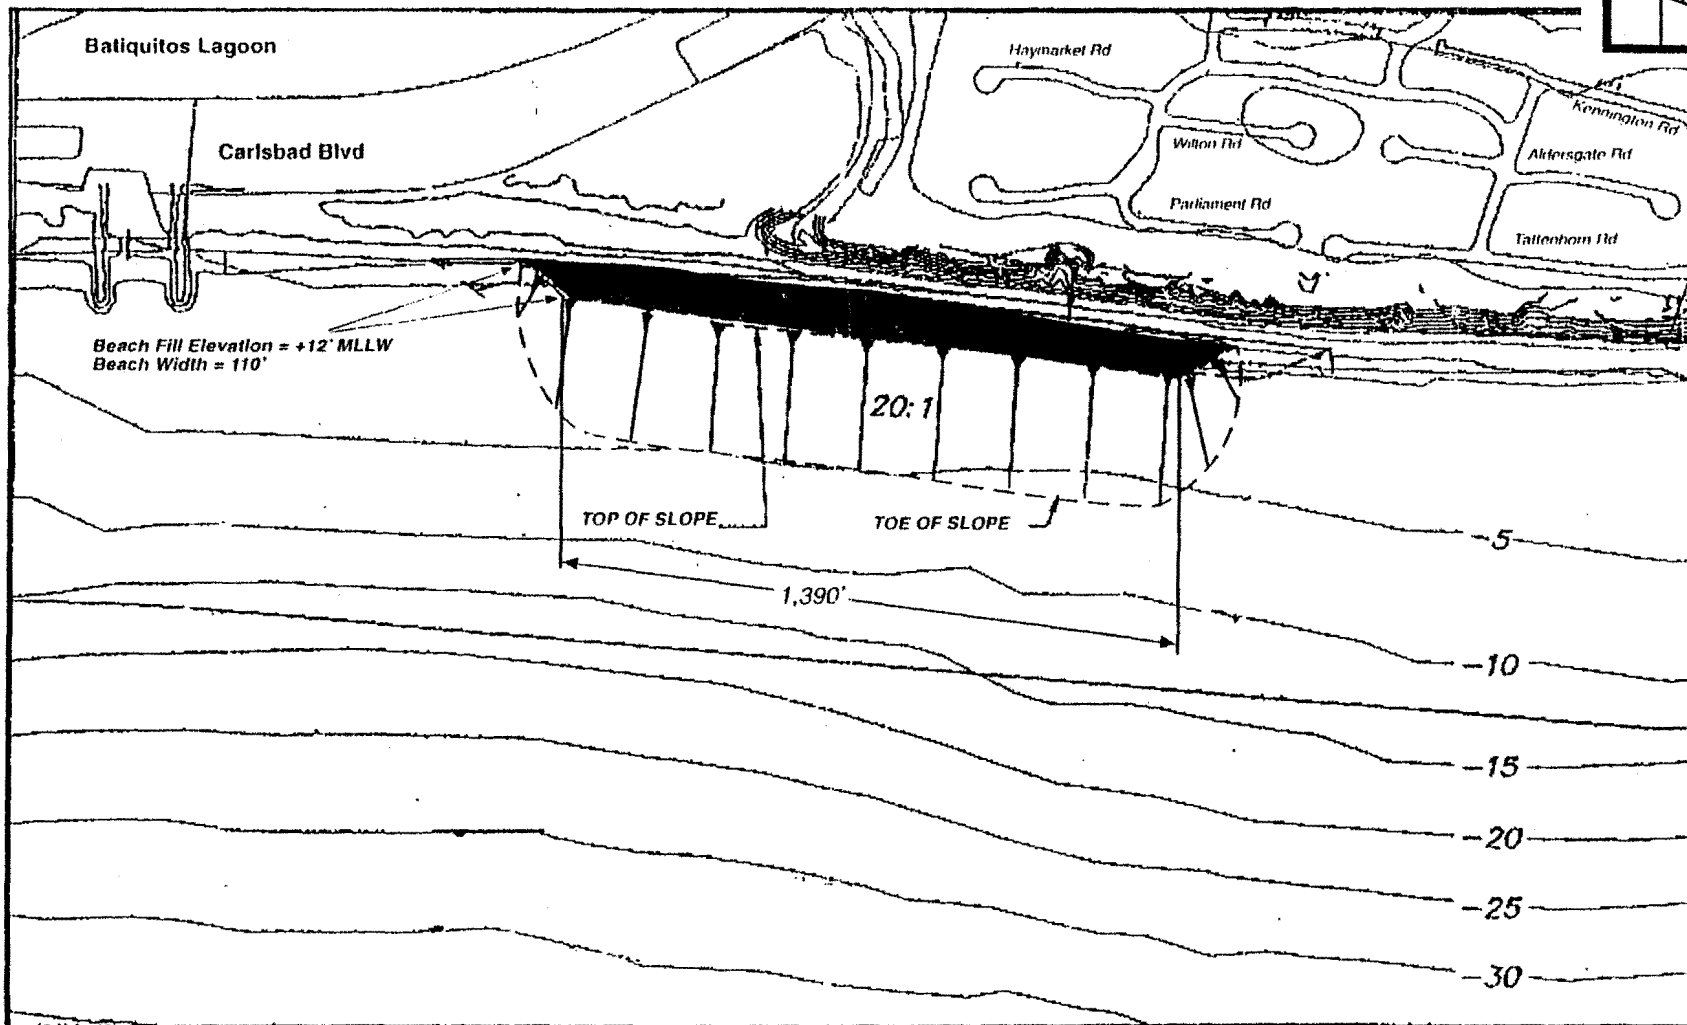 Batiquitos Lagoon
Haymarket Rd
Kennington Rd
Carlsbad Blvd
Wilton Rd
Aldersgate Rd
Parliament Rd
Tattenhorn Rd
Beach Fill Elevation = +12' MLLW
Beach Width = 110'
20:1
TOP OF SLOPE
TOE OF SLOPE
-5
1,390'
-10
-15
-20
-25
-30